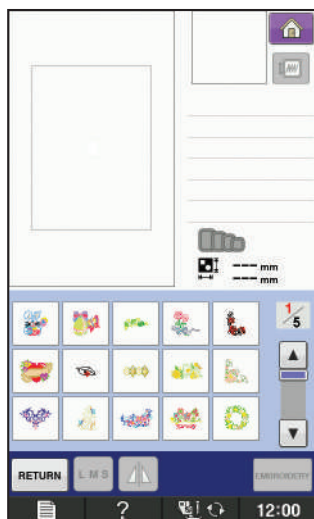 --- mm
--- mm
1/5
RETURN
L M S
EMBROIDERY
?
12:00